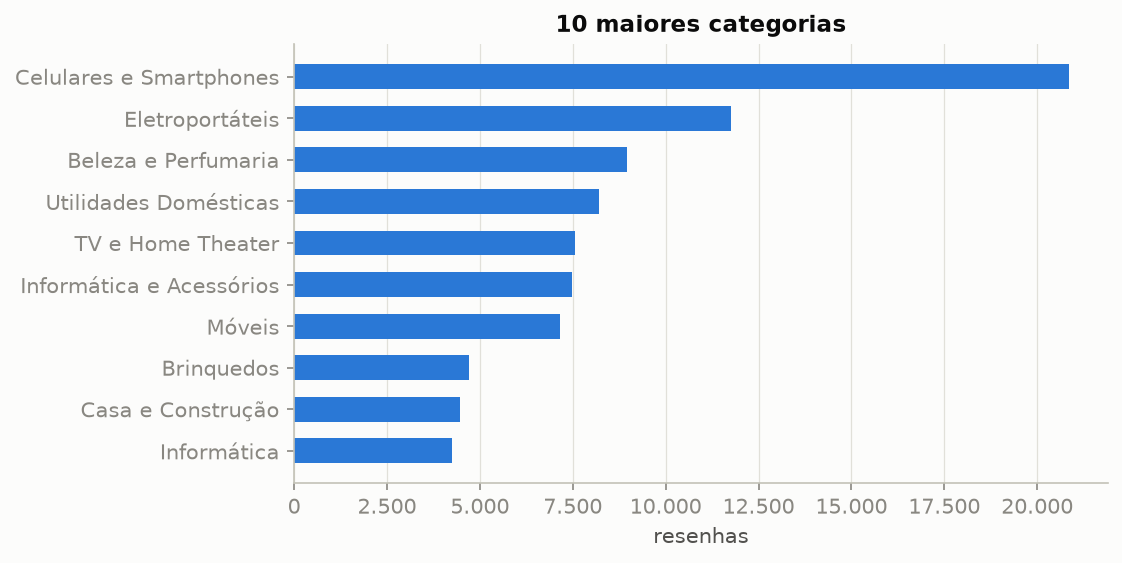 10 maiores categorias
Celulares e Smartphones
Eletroportáteis
Beleza e Perfumaria
Utilidades Domésticas
TV e Home Theater
Informática e Acessórios
Móveis
Brinquedos
Casa e Construção
Informática
0 2.500 5.000 7.500 10.000 12.500 15.000 17.500 20.000
resenhas